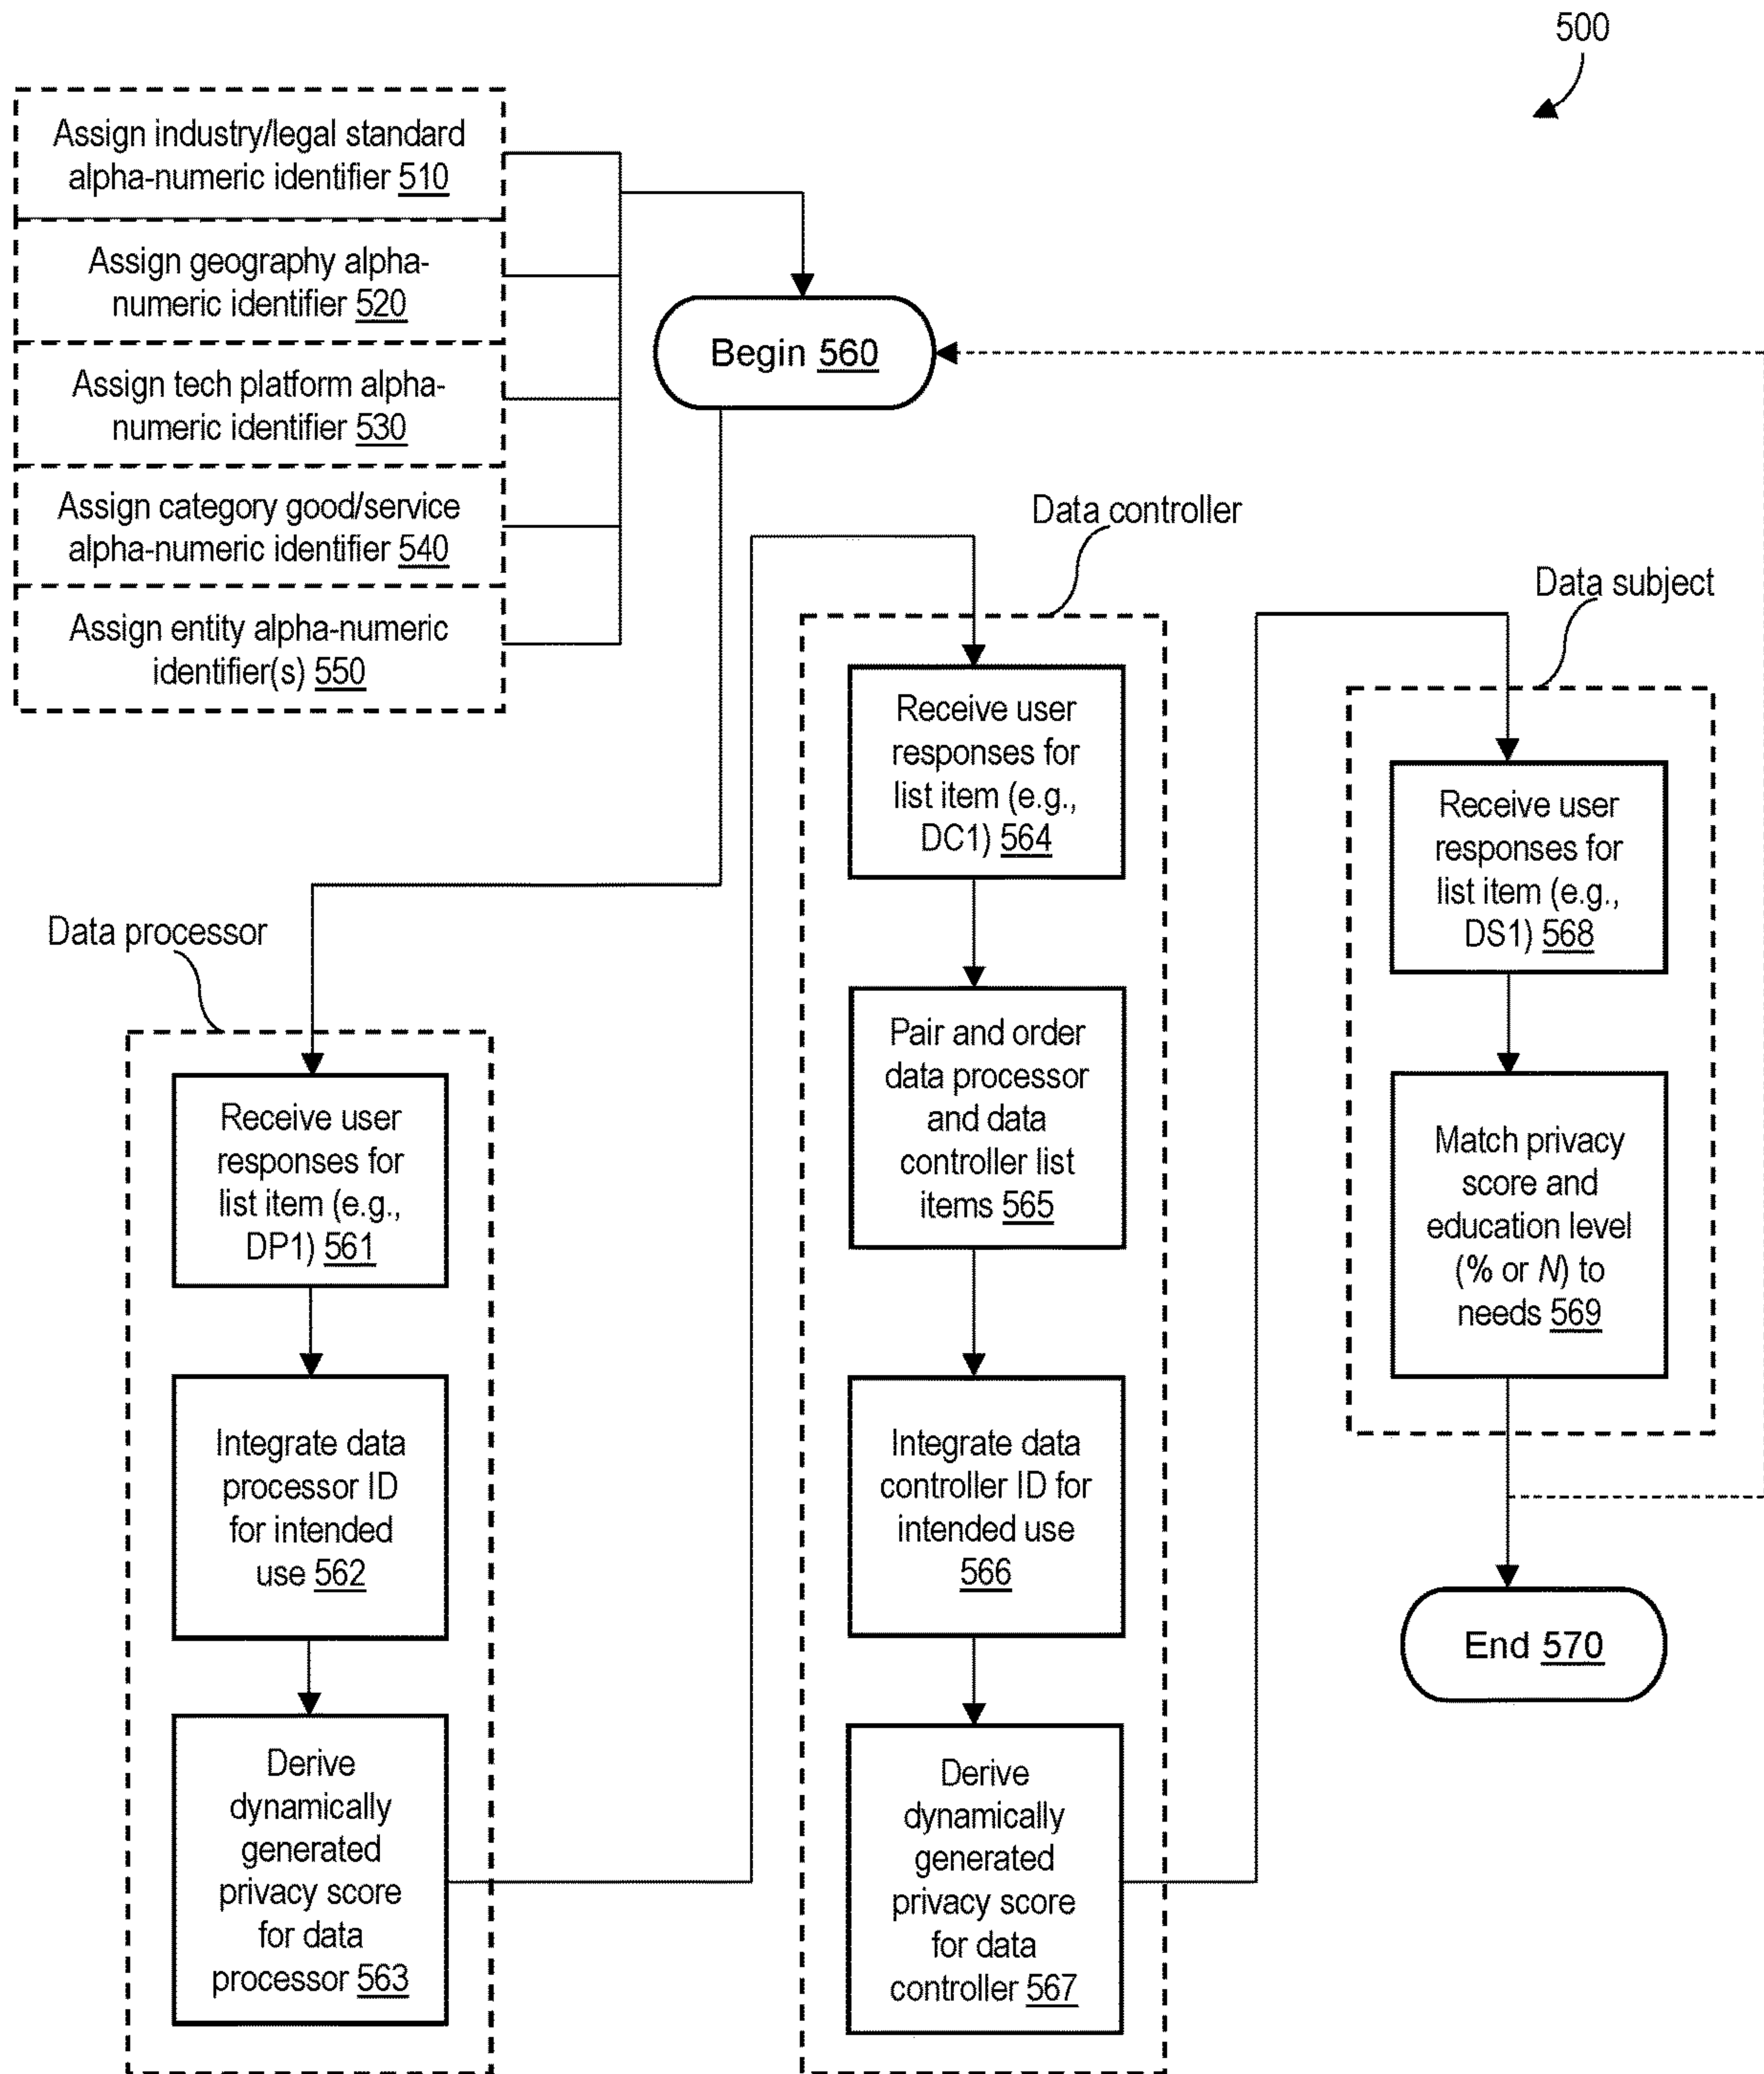 500
Assign industry/legal standard
alpha-numeric identifier 510
Assign geography alpha-
numeric identifier 520
Assign tech platform alpha-
numeric identifier 530
Assign category good/service
alpha-numeric identifier 540
Assign entity alpha-numeric
identifier(s) 550
Begin 560
Data processor
Receive user
responses for
list item (e.g.,
DP1) 561
Integrate data
processor ID
for intended
use 562
Derive
dynamically
generated
privacy score
for data
processor 563
Data controller
Receive user
responses for
list item (e.g.,
DC1) 564
Pair and order
data processor
and data
controller list
items 565
Integrate data
controller ID for
intended use
566
Derive
dynamically
generated
privacy score
for data
controller 567
Data subject
Receive user
responses for
list item (e.g.,
DS1) 568
Match privacy
score and
education level
(% or N) to
needs 569
End 570